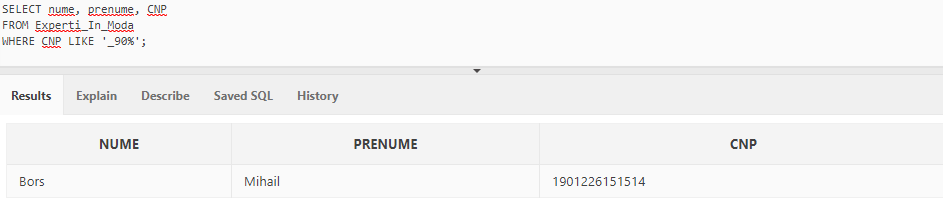 SELECT nume, prenume, CNP
FROM Experti_In_Moda
WHERE CNP LIKE '_90%';
Results Explain Describe Saved SQL History
NUME PRENUME CNP
Bors Mihail 1901226151514